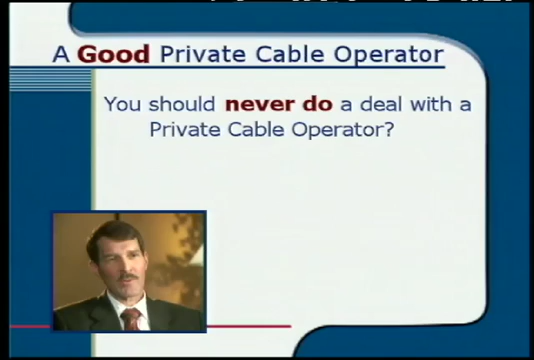 A Good Private Cable Operator
You should never do a deal with a
Private Cable Operator?